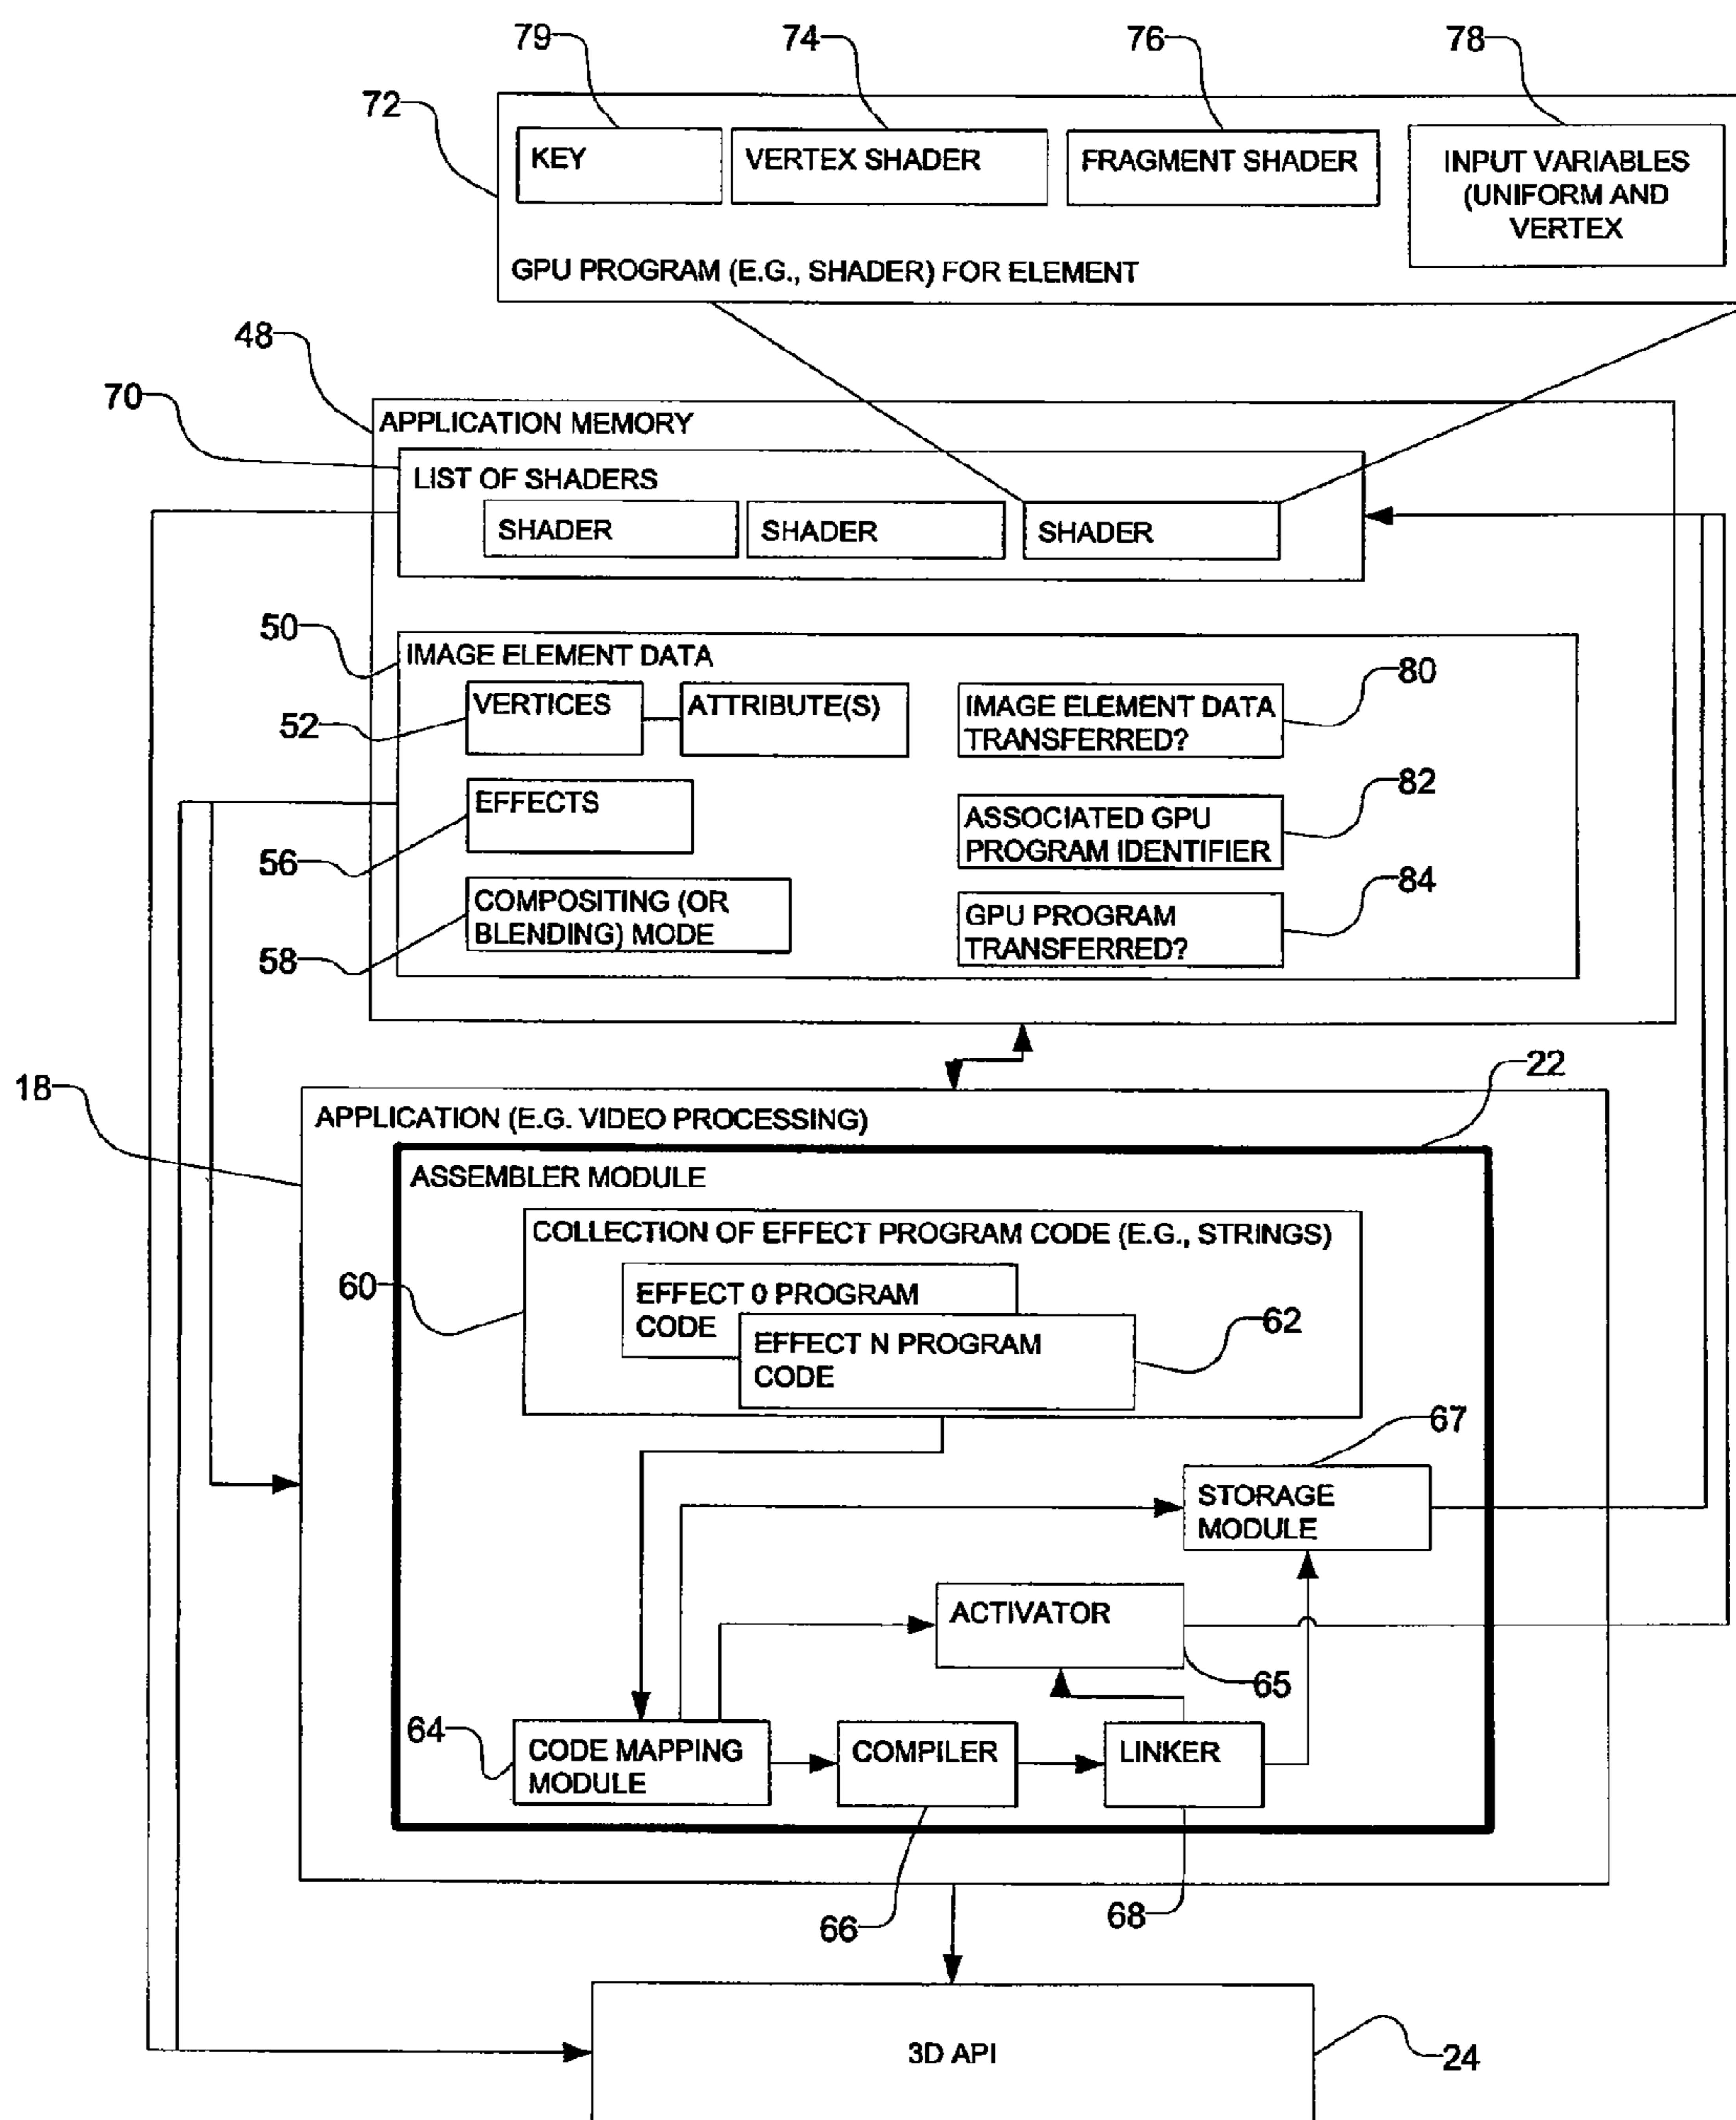 79
74
76
78
72
KEY
VERTEX SHADER
FRAGMENT SHADER
INPUT VARIABLES
(UNIFORM AND
VERTEX
GPU PROGRAM (E.G., SHADER) FOR ELEMENT
48
70
APPLICATION MEMORY
LIST OF SHADERS
SHADER
SHADER
SHADER
50
IMAGE ELEMENT DATA
52
VERTICES
ATTRIBUTE(S)
IMAGE ELEMENT DATA
TRANSFERRED?
80
56
EFFECTS
ASSOCIATED GPU
PROGRAM IDENTIFIER
82
58
COMPOSITING (OR
BLENDING) MODE
GPU PROGRAM
TRANSFERRED?
84
18
22
APPLICATION (E.G. VIDEO PROCESSING)
ASSEMBLER MODULE
COLLECTION OF EFFECT PROGRAM CODE (E.G., STRINGS)
60
EFFECT 0 PROGRAM
CODE
EFFECT N PROGRAM
CODE
62
67
STORAGE
MODULE
ACTIVATOR
65
64
CODE MAPPING
MODULE
COMPILER
LINKER
66
68
3D API
24